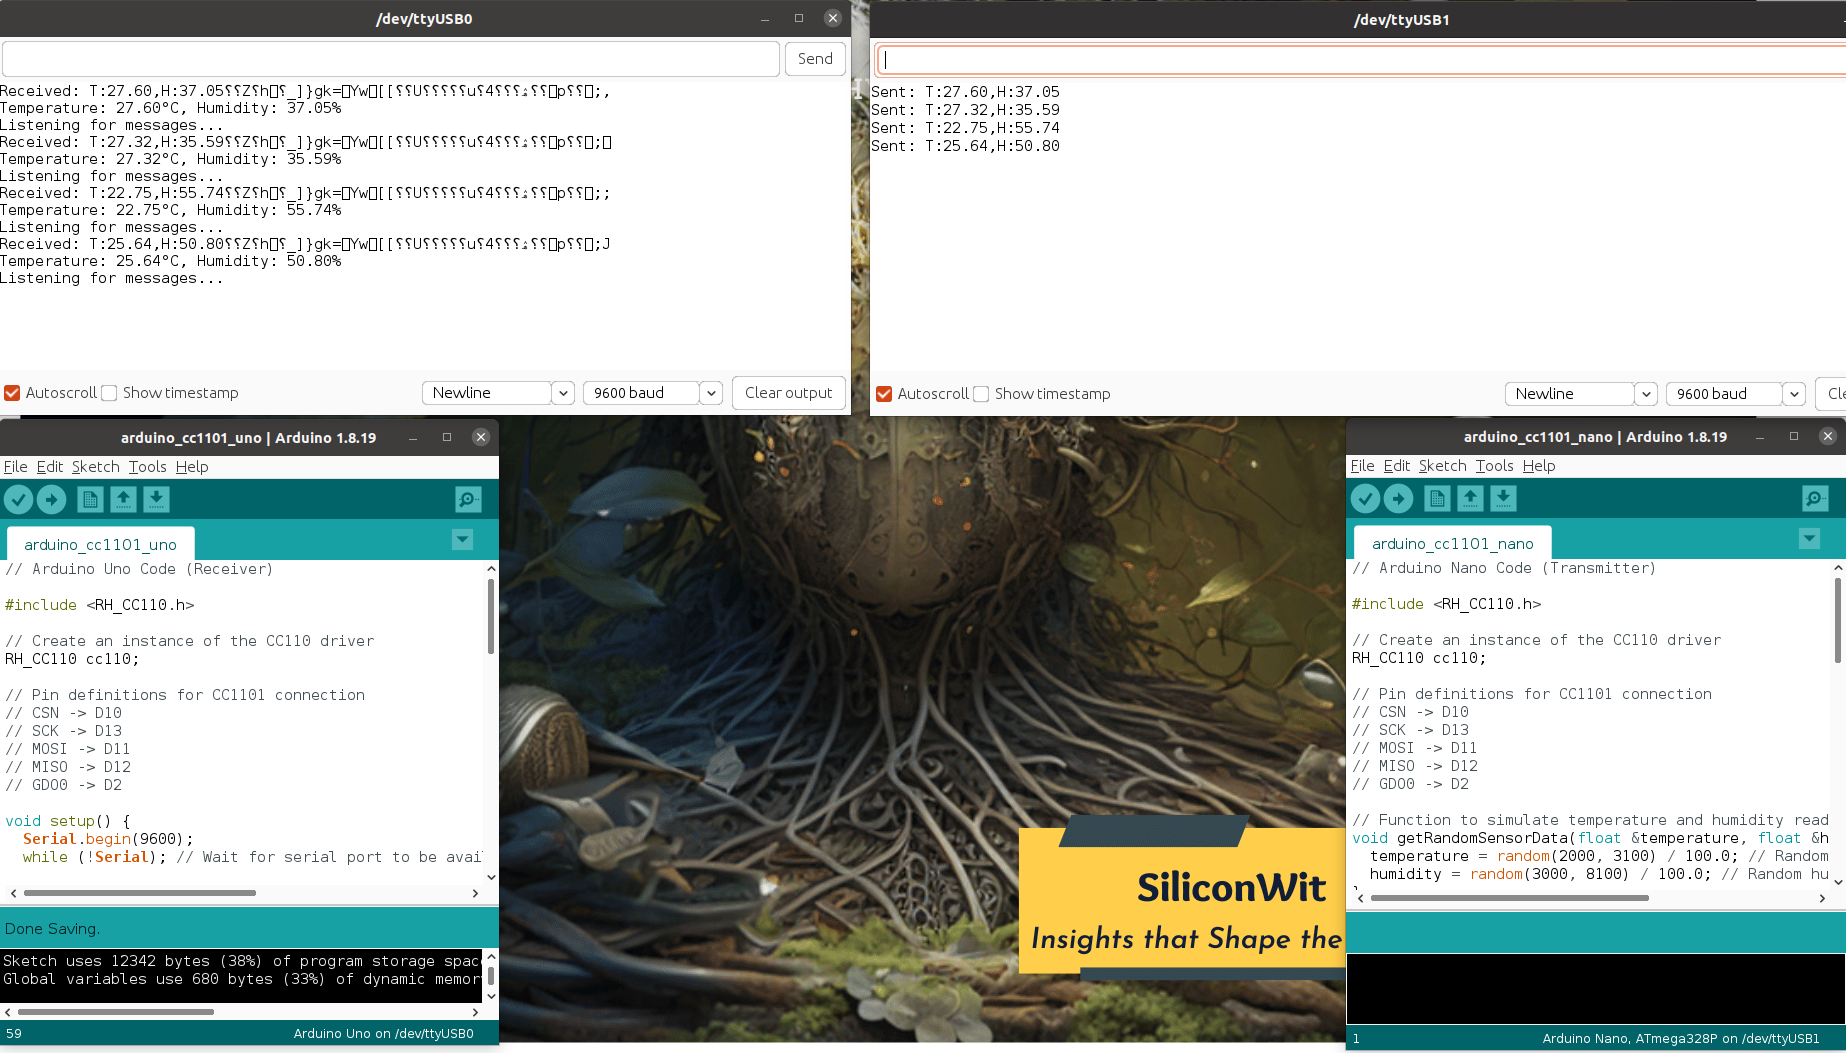 /dev/ttyUSB0
Send
Received: T:27.60,H:37.05
Temperature: 27.60°C, Humidity: 37.05%
Listening for messages...
Received: T:27.32,H:35.59
Temperature: 27.32°C, Humidity: 35.59%
Listening for messages...
Received: T:22.75,H:55.74
Temperature: 22.75°C, Humidity: 55.74%
Listening for messages...
Received: T:25.64,H:50.80
Temperature: 25.64°C, Humidity: 50.80%
Listening for messages...
Autoscroll Show timestamp Newline 9600 baud Clear output
/dev/ttyUSB1
Sent: T:27.60,H:37.05
Sent: T:27.32,H:35.59
Sent: T:22.75,H:55.74
Sent: T:25.64,H:50.80
Autoscroll Show timestamp Newline 9600 baud Cle
arduino_cc1101_uno | Arduino 1.8.19
File Edit Sketch Tools Help
arduino_cc1101_uno
// Arduino Uno Code (Receiver)
#include <RH_CC110.h>
// Create an instance of the CC110 driver
RH_CC110 cc110;
// Pin definitions for CC1101 connection
// CSN -> D10
// SCK -> D13
// MOSI -> D11
// MISO -> D12
// GDO0 -> D2
void setup() {
Serial.begin(9600);
while (!Serial); // Wait for serial port to be avai
Done Saving.
Sketch uses 12342 bytes (38%) of program storage space
Global variables use 680 bytes (33%) of dynamic memor
59 Arduino Uno on /dev/ttyUSB0
SiliconWit
Insights that Shape the
arduino_cc1101_nano | Arduino 1.8.19
File Edit Sketch Tools Help
arduino_cc1101_nano
// Arduino Nano Code (Transmitter)
#include <RH_CC110.h>
// Create an instance of the CC110 driver
RH_CC110 cc110;
// Pin definitions for CC1101 connection
// CSN -> D10
// SCK -> D13
// MOSI -> D11
// MISO -> D12
// GDO0 -> D2
// Function to simulate temperature and humidity read
void getRandomSensorData(float &temperature, float &h
temperature = random(2000, 3100) / 100.0; // Random
humidity = random(3000, 8100) / 100.0; // Random hu
1 Arduino Nano, ATmega328P on /dev/ttyUSB1